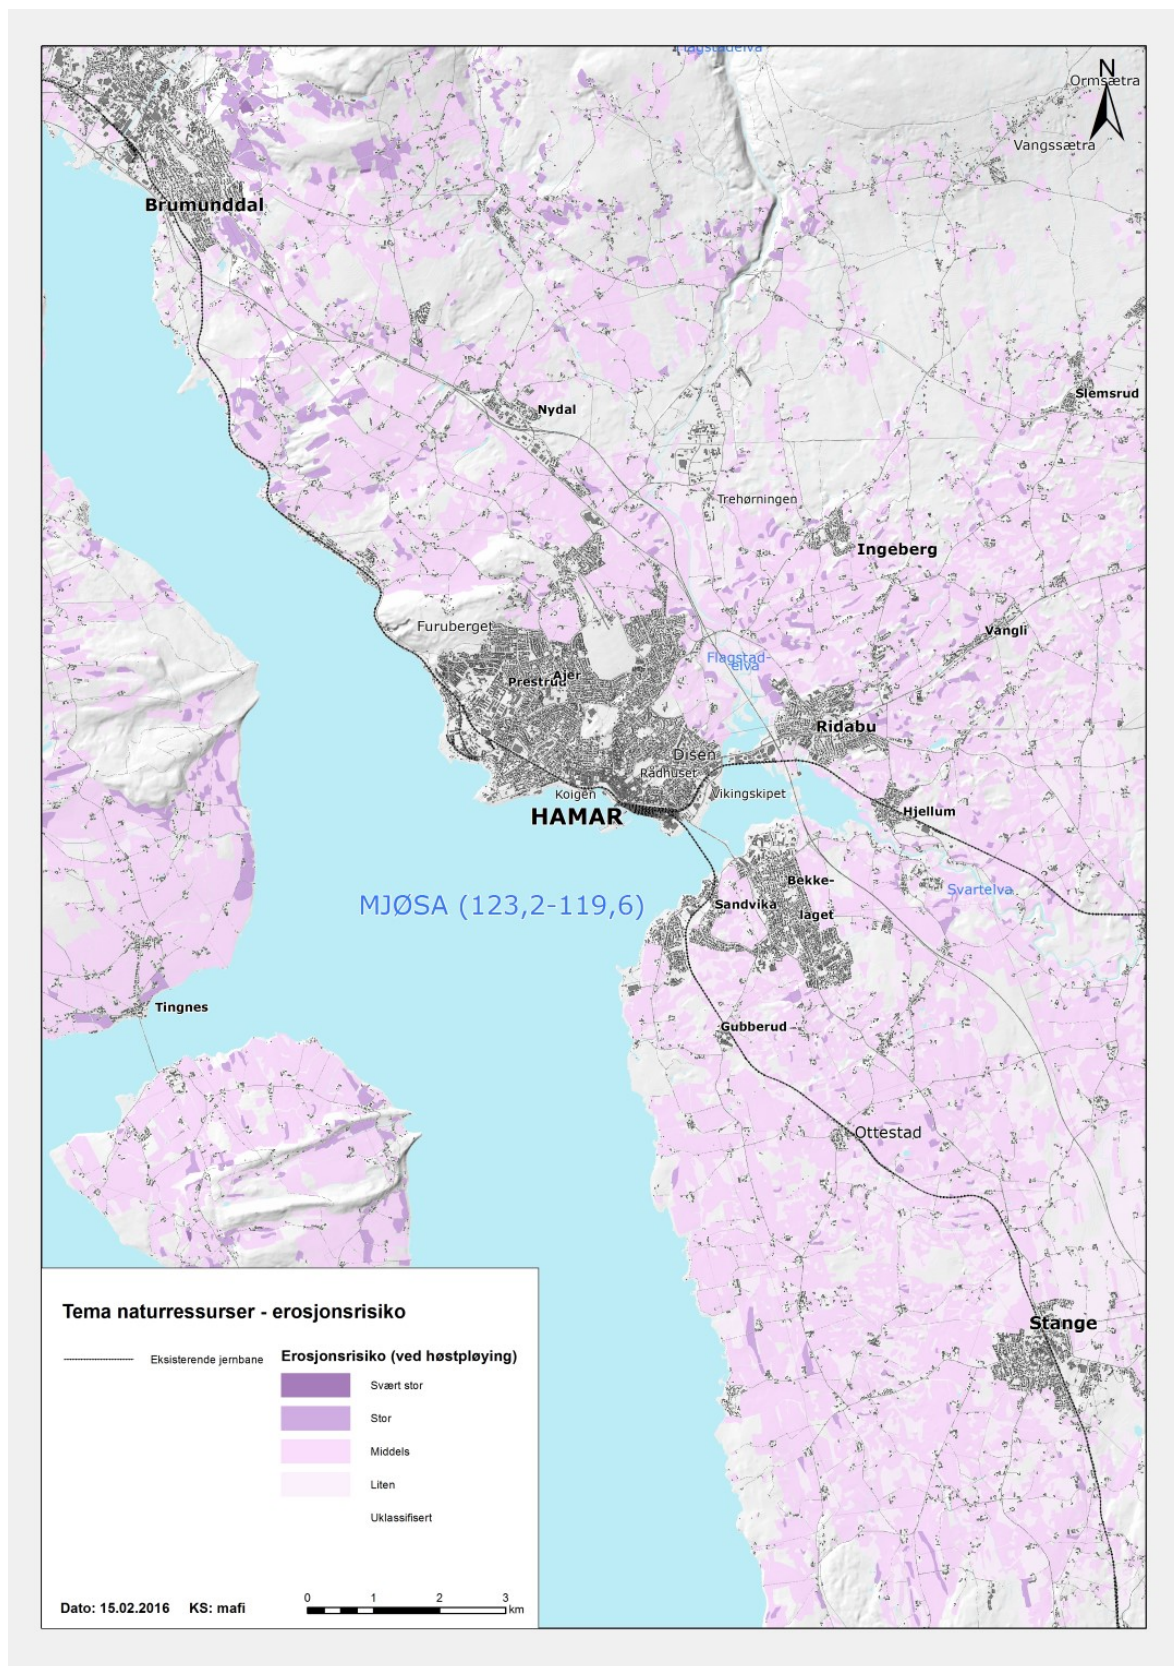 Flagstadelva
N
Ormsætra
Vangssætra
Brumunddal
Slemsrud
Nydal
Trehørningen
Ingeberg
Furuberget
Vangli
Flagstad-
elva
Ajer
Prestrud
Ridabu
Disen
Rådhuset
Koigen
Vikingskipet
HAMAR
Hjellum
Bekke-
laget
Svartelva
MJØSA (123,2-119,6)
Sandvika
Tingnes
Gubberud
Ottestad
Stange
Tema naturressurser - erosjonsrisiko
Eksisterende jernbane
Erosjonsrisiko (ved høstpløying)
Svært stor
Stor
Middels
Liten
Uklassifisert
Dato: 15.02.2016 KS: mafi
0 1 2 3
km